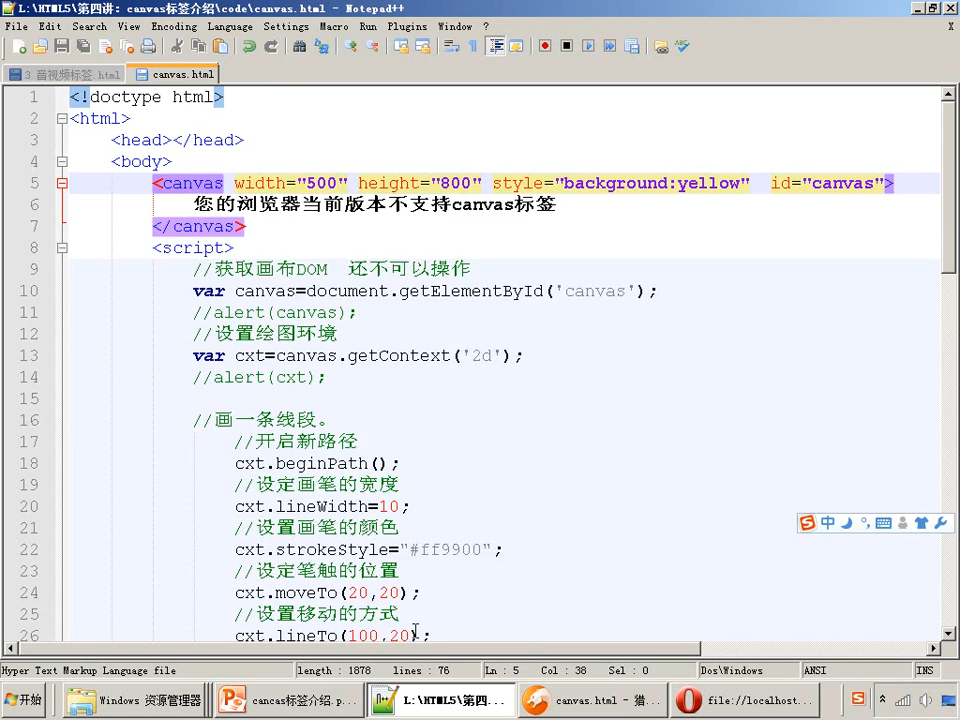 L:\HTML5\第四讲：canvas标签介绍\code\canvas.html - Notepad++
File Edit Search View Encoding Language Settings Macro Run Plugins Window ?
X
3 音视频标签.html canvas.html
1 <!doctype html>
2 <html>
3 <head></head>
4 <body>
5 <canvas width="500" height="800" style="background:yellow" id="canvas">
6 您的浏览器当前版本不支持canvas标签
7 </canvas>
8 <script>
9 //获取画布DOM 还不可以操作
10 var canvas=document.getElementById('canvas');
11 //alert(canvas);
12 //设置绘图环境
13 var cxt=canvas.getContext('2d');
14 //alert(cxt);
15
16 //画一条线段。
17 //开启新路径
18 cxt.beginPath();
19 //设定画笔的宽度
20 cxt.lineWidth=10;
21 //设置画笔的颜色
22 cxt.strokeStyle="#ff9900";
23 //设定笔触的位置
24 cxt.moveTo(20,20);
25 //设置移动的方式
26 cxt.lineTo(100,20);
中
Hyper Text Markup Language file length : 1878 lines : 76 Ln : 5 Col : 38 Sel : 0 Dos\Windows ANSI INS
开始 Windows 资源管理器 cancas标签介绍.p... L:\HTML5\第四... canvas.html - 猎... file://localhost...